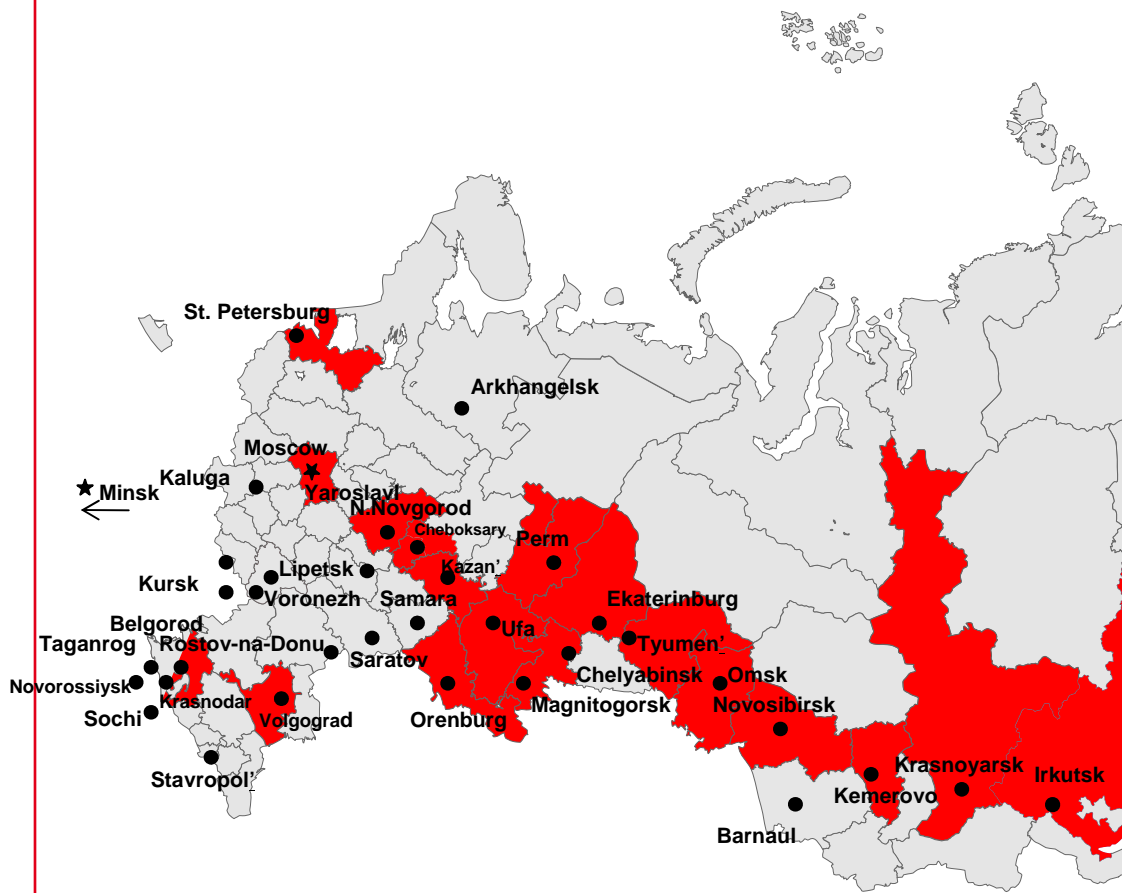 St. Petersburg
Arkhangelsk
Moscow
Kaluga
Minsk
Yaroslavl
N.Novgorod
Cheboksary
Perm
Kazan'
Lipetsk
Kursk
Voronezh
Samara
Ekaterinburg
Belgorod
Ufa
Taganrog
Rostov-na-Donu
Tyumen'
Saratov
Chelyabinsk
Omsk
Novorossiysk
Krasnodar
Magnitogorsk
Novosibirsk
Sochi
Volgograd
Orenburg
Krasnoyarsk
Irkutsk
Stavropol'
Kemerovo
Barnaul